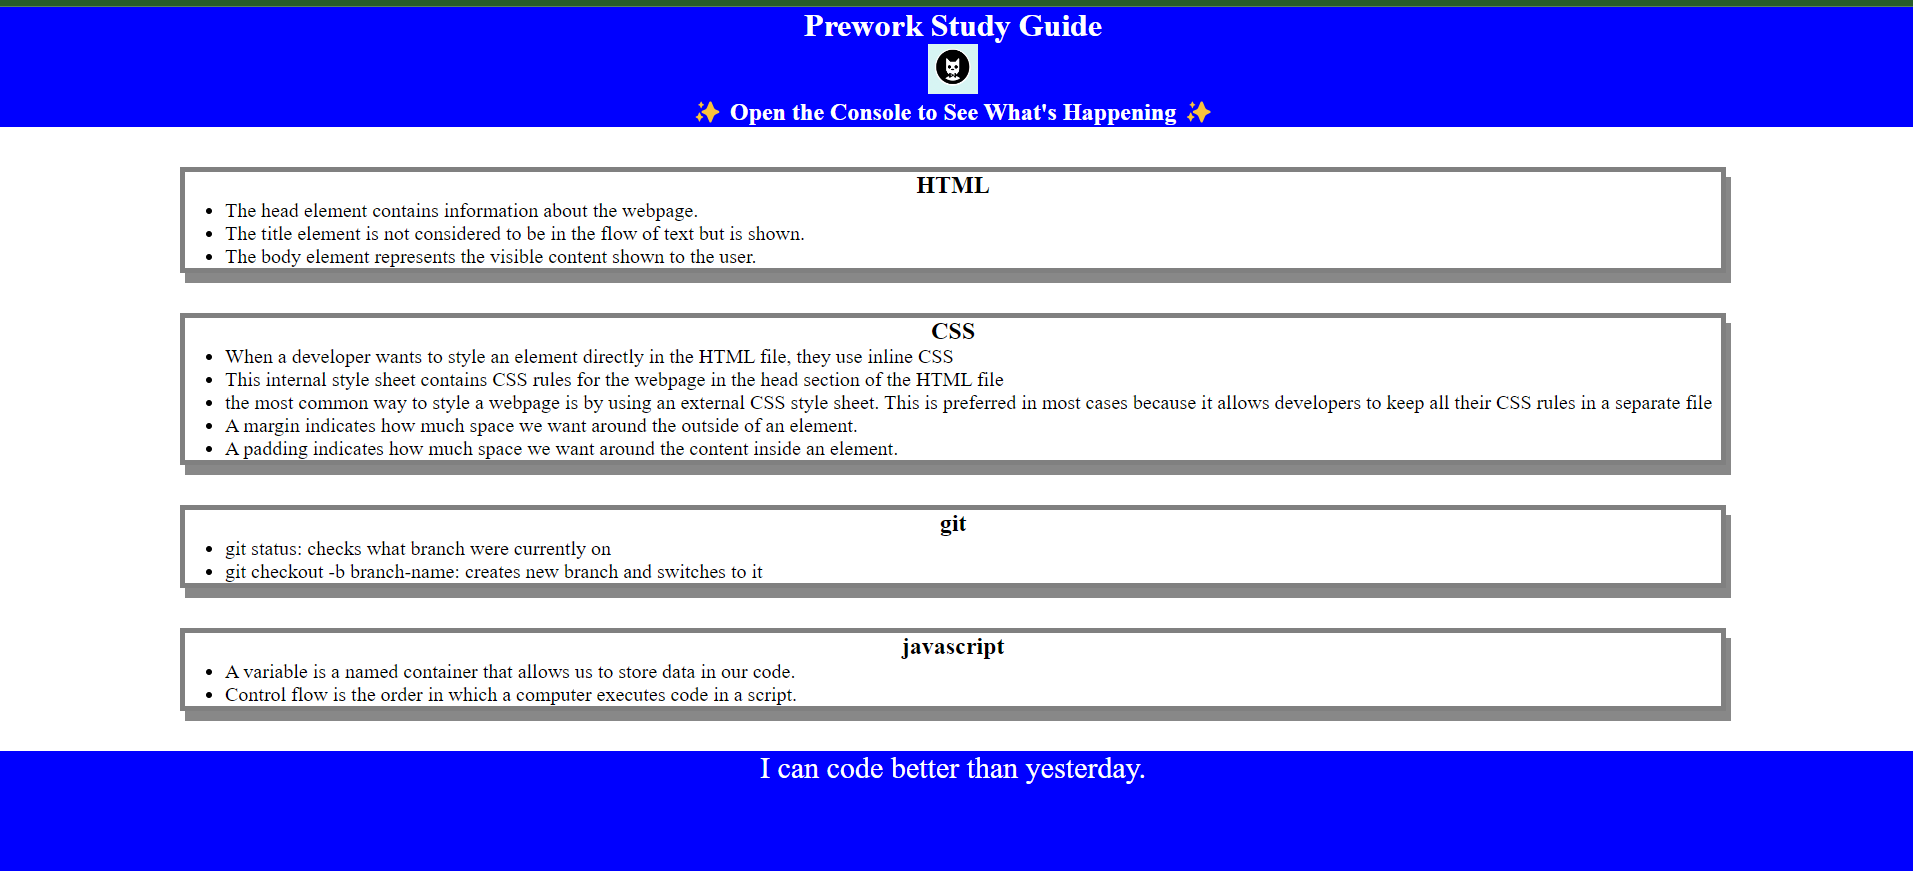 Prework Study Guide
✨ Open the Console to See What's Happening ✨
HTML
• The head element contains information about the webpage.
• The title element is not considered to be in the flow of text but is shown.
• The body element represents the visible content shown to the user.
CSS
• When a developer wants to style an element directly in the HTML file, they use inline CSS
• This internal style sheet contains CSS rules for the webpage in the head section of the HTML file
• the most common way to style a webpage is by using an external CSS style sheet. This is preferred in most cases because it allows developers to keep all their CSS rules in a separate file
• A margin indicates how much space we want around the outside of an element.
• A padding indicates how much space we want around the content inside an element.
git
• git status: checks what branch were currently on
• git checkout -b branch-name: creates new branch and switches to it
javascript
• A variable is a named container that allows us to store data in our code.
• Control flow is the order in which a computer executes code in a script.
I can code better than yesterday.